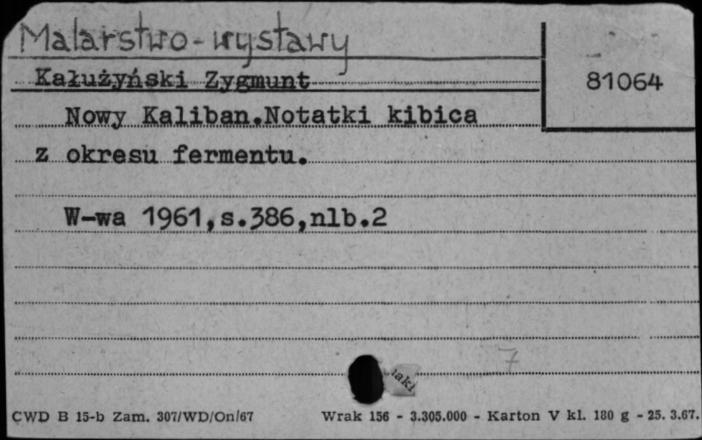 Malarstwo-wystawy
Kałużyński Zygmunt
81064
Nowy Kaliban.Notatki kibica
z okresu fermentu.
W-wa 1961,s.386,nlb.2
7
CWD B 15-b Zam. 307/WD/On/67 Wrak 156 - 3.305.000 - Karton V kl. 180 g - 25. 3.67.